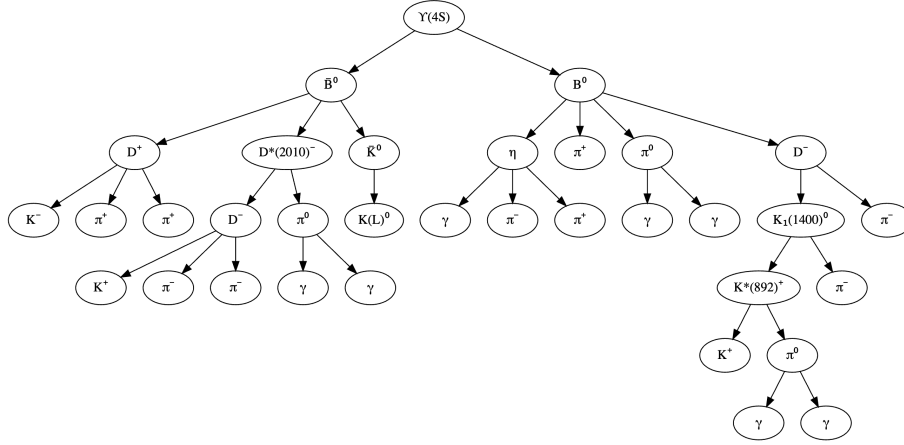 ϒ(4S)
B̄⁰ B⁰
D⁺ D*(2010)⁻ K̄⁰ η π⁺ π⁰ D⁻
K⁻ π⁺ π⁺ D⁻ π⁰ K(L)⁰ γ π⁻ π⁺ γ γ K₁(1400)⁰ π⁻
K⁺ π⁻ π⁻ γ γ K*(892)⁺ π⁻
K⁺ π⁰
γ γ